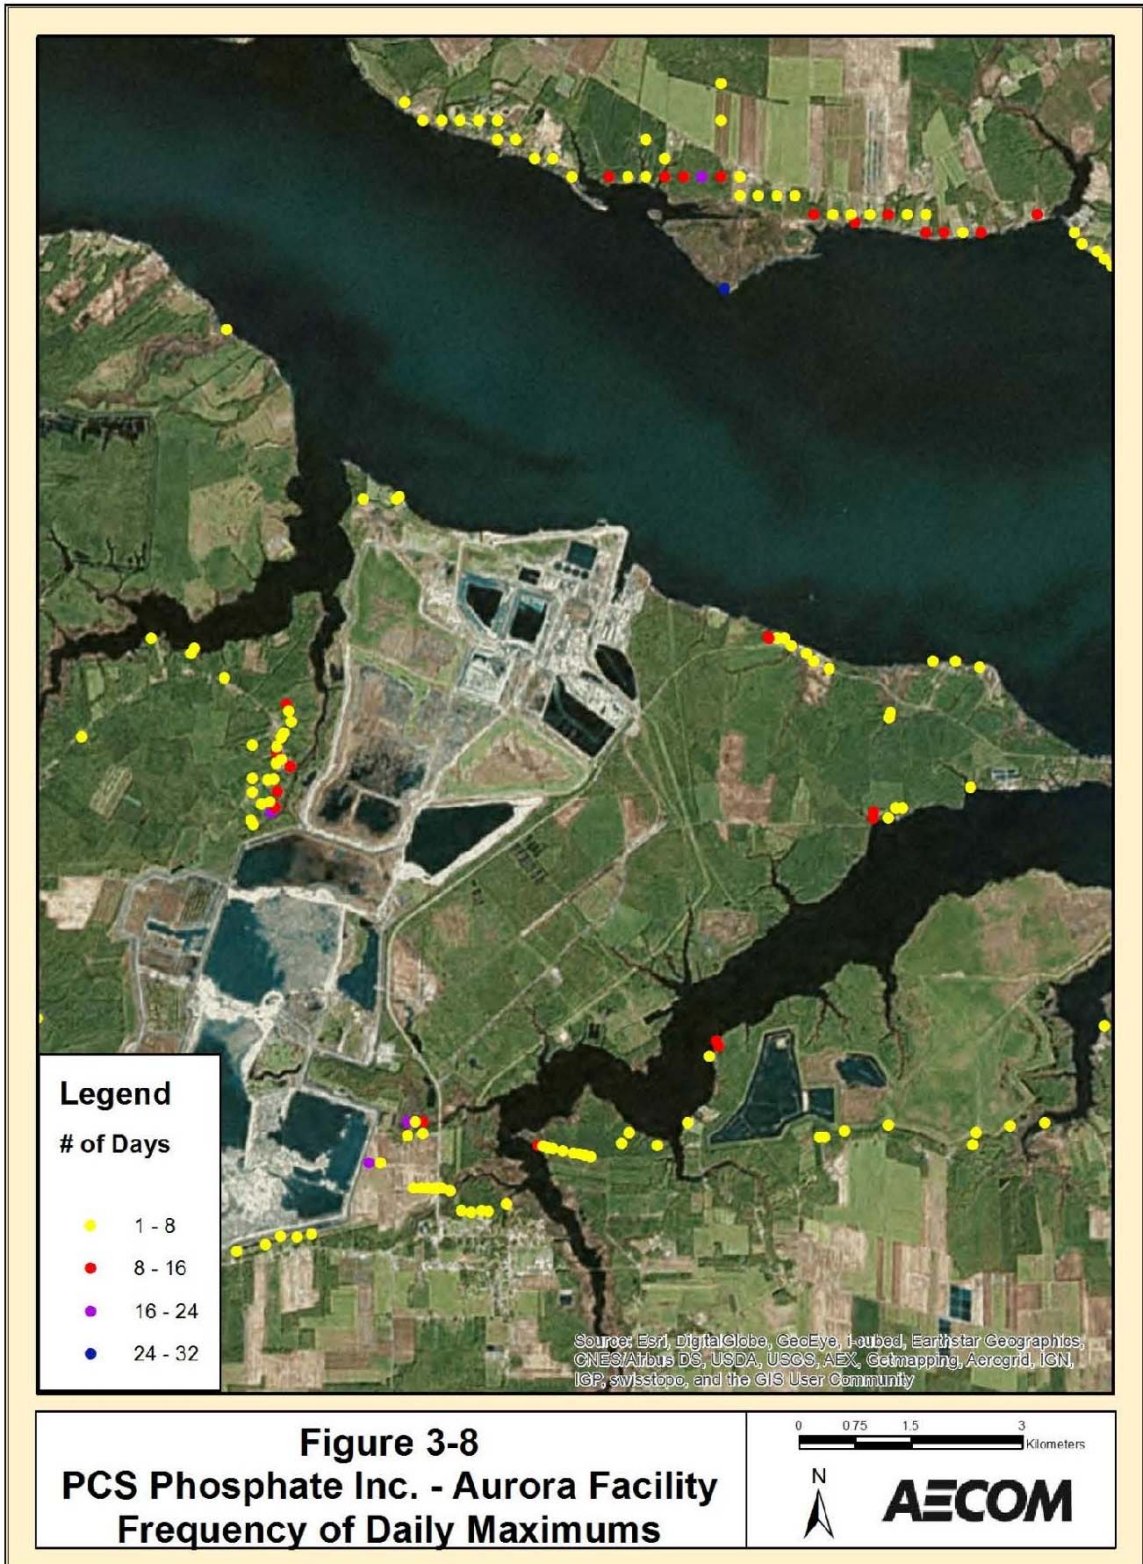 Legend
# of Days
1 - 8
8 - 16
16 - 24
24 - 32
Source: Esri, DigitalGlobe, GeoEye, i-cubed, Earthstar Geographics,
CNES/Airbus DS, USDA, USGS, AEX, Getmapping, Aerogrid, IGN,
IGP, swisstopo, and the GIS User Community
Figure 3-8
PCS Phosphate Inc. - Aurora Facility
Frequency of Daily Maximums
0 0.75 1.5 3
Kilometers
N
AECOM